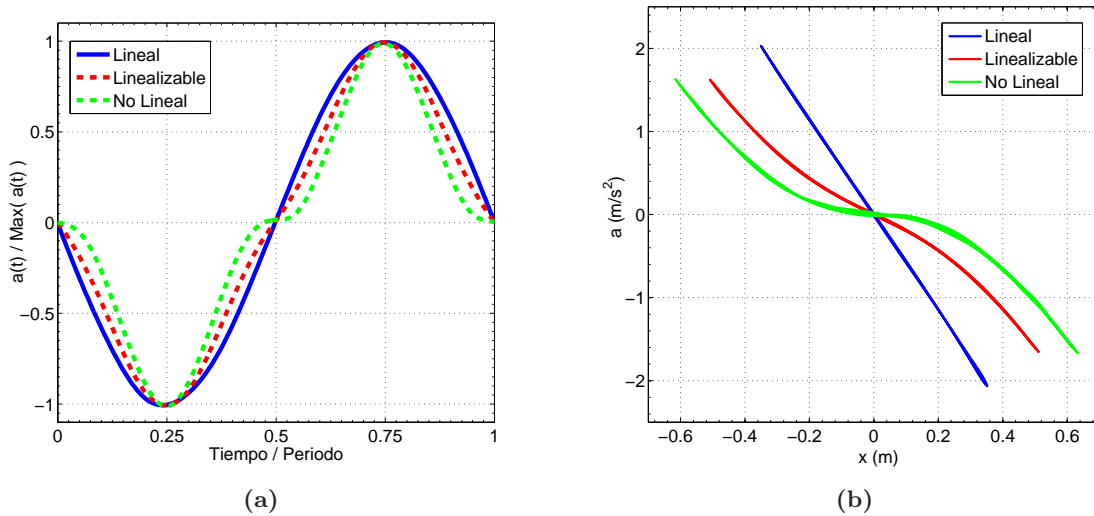 Lineal
Linealizable
No Lineal
1
0.5
0
−0.5
−1
a(t) / Max( a(t) )
0 0.25 0.5 0.75 1
Tiempo / Periodo
(a)
Lineal
Linealizable
No Lineal
2
1
0
−1
−2
a (m/s²)
−0.6 −0.4 −0.2 0 0.2 0.4 0.6
x (m)
(b)